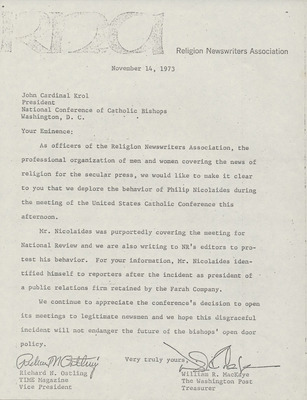 RNA
Religion Newswriters Association
November 14, 1973
John Cardinal Krol
President
National Conference of Catholic Bishops
Washington, D. C.
Your Eminence:
As officers of the Religion Newswriters Association, the
professional organization of men and women covering the news of
religion for the secular press, we would like to make it clear
to you that we deplore the behavior of Philip Nicolaides during
the meeting of the United States Catholic Conference this
afternoon.
Mr. Nicolaidas was purportedly covering the meeting for
National Review and we are also writing to NR's editors to pro-
test his behavior. For your information, Mr. Nicolaides iden-
tified himself to reporters after the incident as president of
a public relations firm retained by the Farah Company.
We continue to appreciate the conference's decision to open
its meetings to legitimate newsmen and we hope this disgraceful
incident will not endanger the future of the bishops' open door
policy.
Very truly yours,
Richard N. Ostling
TIME Magazine
Vice President
William R. MacKaye
The Washington Post
Treasurer